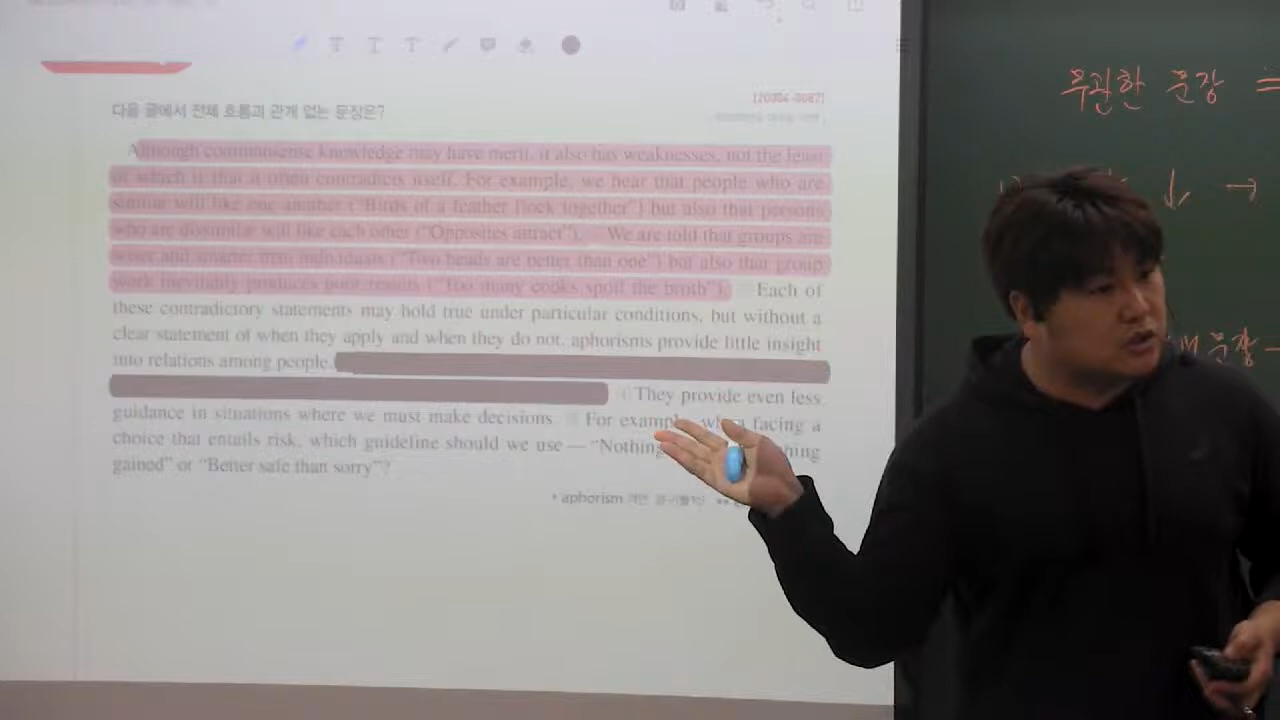 다음 글에서 전체 흐름과 관계 없는 문장은?
[20004-0087]
Although commonsense knowledge may have merit, it also has weaknesses, not the least
of which is that it often contradicts itself. For example, we hear that people who are
similar will like one another (“Birds of a feather flock together”) but also that persons
who are dissimilar will like each other (“Opposites attract”). We are told that groups are
wiser and smarter than individuals (“Two heads are better than one”) but also that group
work inevitably produces poor results (“Too many cooks spoil the broth”). Each of
these contradictory statements may hold true under particular conditions, but without a
clear statement of when they apply and when they do not, aphorisms provide little insight
into relations among people.
They provide even less
guidance in situations where we must make decisions. For example, when facing a
choice that entails risk, which guideline should we use — “Nothing
gained” or “Better safe than sorry”?
* aphorism 격언
무관한 문장 =
↓ →
문장 -